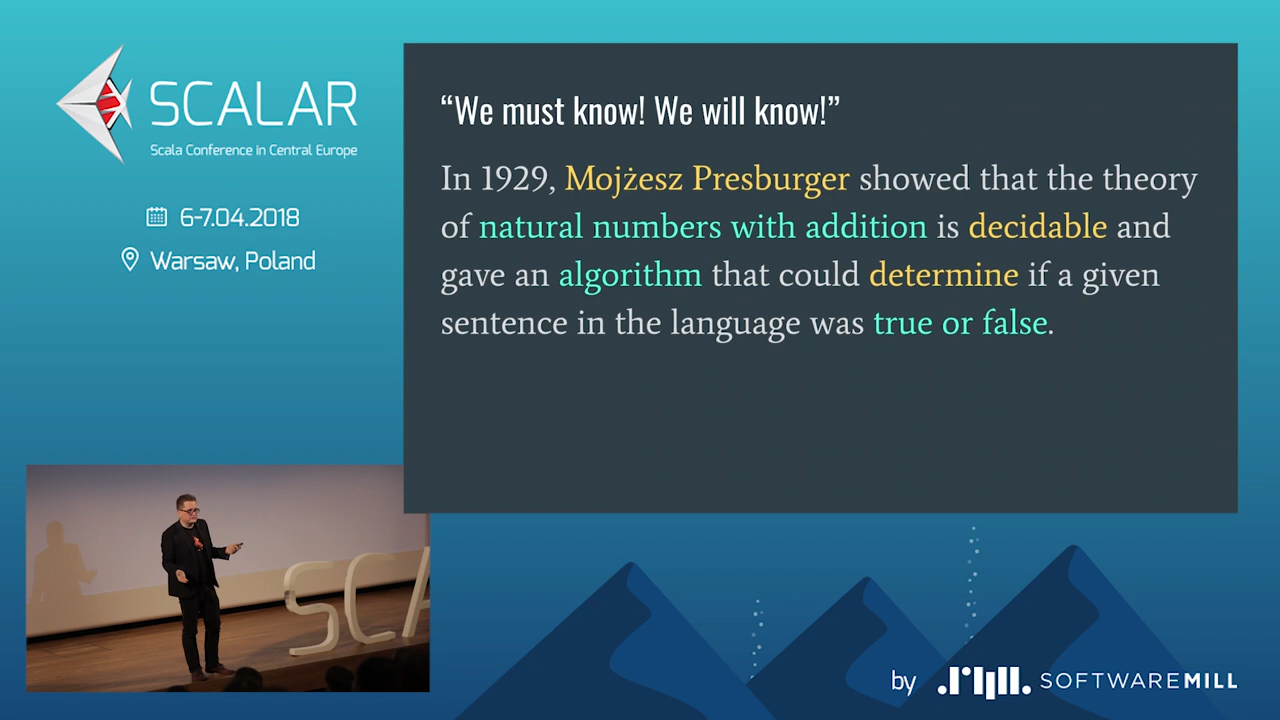 SCALAR
Scala Conference in Central Europe
6-7.04.2018
Warsaw, Poland
“We must know! We will know!”
In 1929, Mojżesz Presburger showed that the theory
of natural numbers with addition is decidable and
gave an algorithm that could determine if a given
sentence in the language was true or false.
SCA
by SOFTWAREMILL